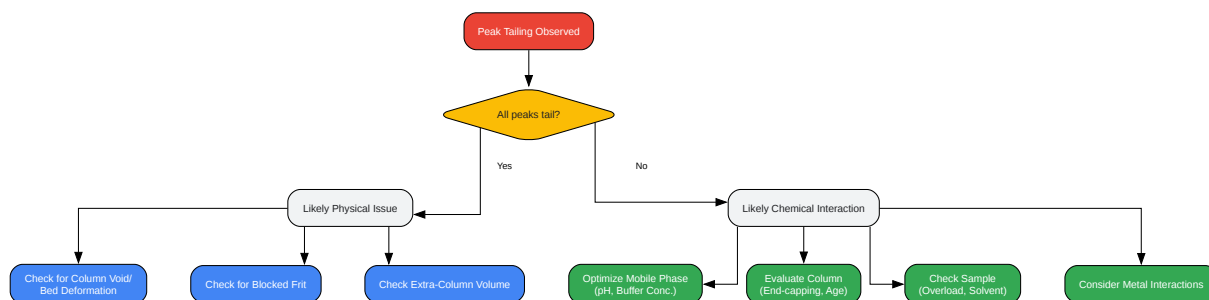 Peak Tailing Observed
All peaks tail?
Yes
No
Likely Physical Issue
Likely Chemical Interaction
Check for Column Void/
Bed Deformation
Check for Blocked Frit
Check Extra-Column Volume
Optimize Mobile Phase
(pH, Buffer Conc.)
Evaluate Column
(End-capping, Age)
Check Sample
(Overload, Solvent)
Consider Metal Interactions